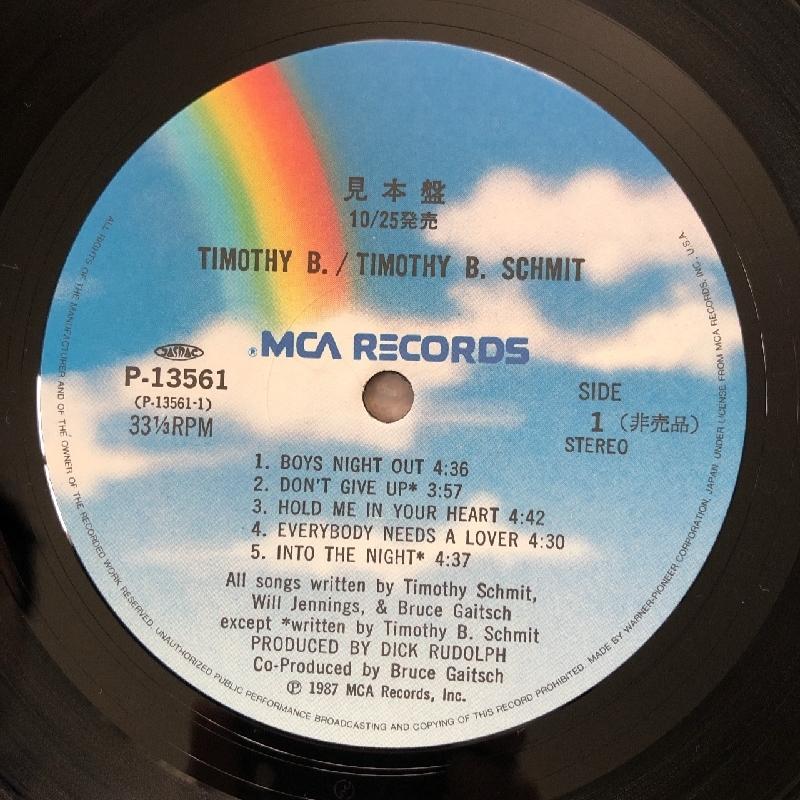 見本盤
10/25発売
TIMOTHY B. / TIMOTHY B. SCHMIT
JASRAC
® MCA RECORDS
P-13561
(P-13561-1)
33⅓RPM
SIDE
1 (非売品)
STEREO
1. BOYS NIGHT OUT 4:36
2. DON'T GIVE UP* 3:57
3. HOLD ME IN YOUR HEART 4:42
4. EVERYBODY NEEDS A LOVER 4:30
5. INTO THE NIGHT* 4:37
All songs written by Timothy Schmit,
Will Jennings, & Bruce Gaitsch
except *written by Timothy B. Schmit
PRODUCED BY DICK RUDOLPH
Co-Produced by Bruce Gaitsch
Ⓟ 1987 MCA Records, Inc.
ALL RIGHTS OF THE MANUFACTURER AND OF THE OWNER OF THE RECORDED WORK RESERVED. UNAUTHORIZED PUBLIC PERFORMANCE BROADCASTING AND COPYING OF THIS RECORD PROHIBITED. MADE BY WARNER-PIONEER CORPORATION, JAPAN, UNDER LICENSE FROM MCA RECORDS, INC., USA